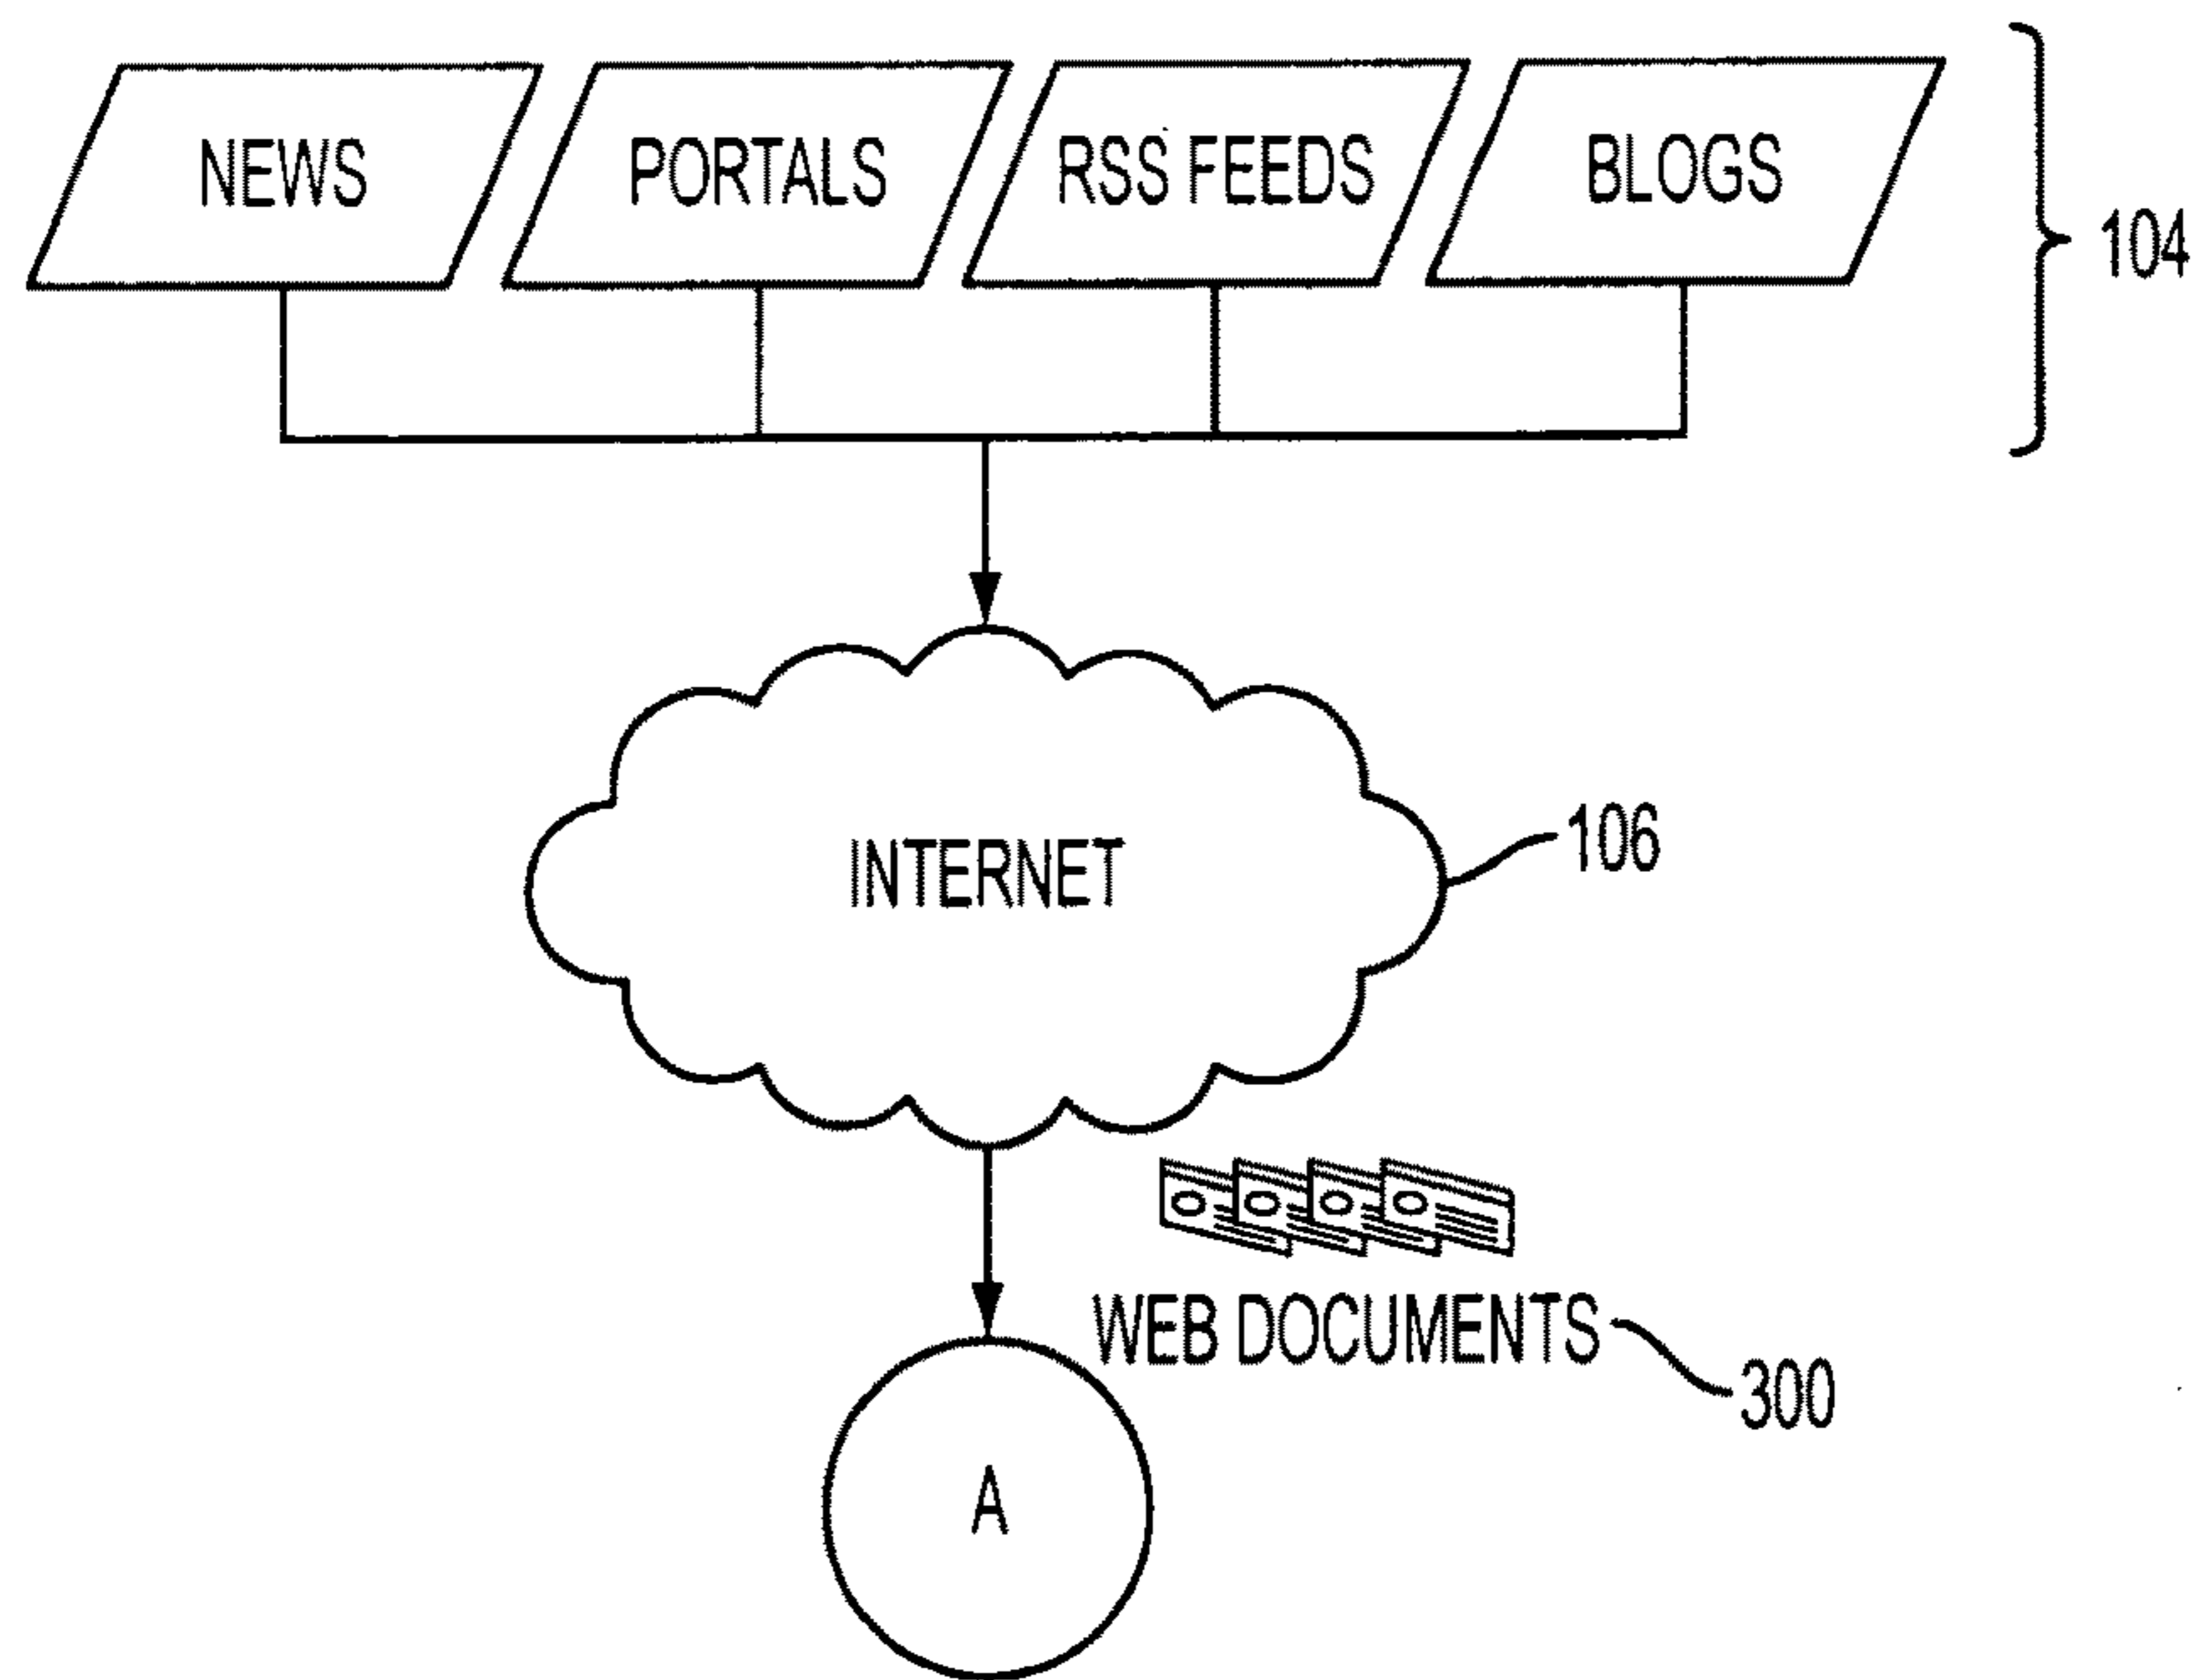 NEWS
PORTALS
RSS FEEDS
BLOGS
104
INTERNET
106
WEB DOCUMENTS
300
A